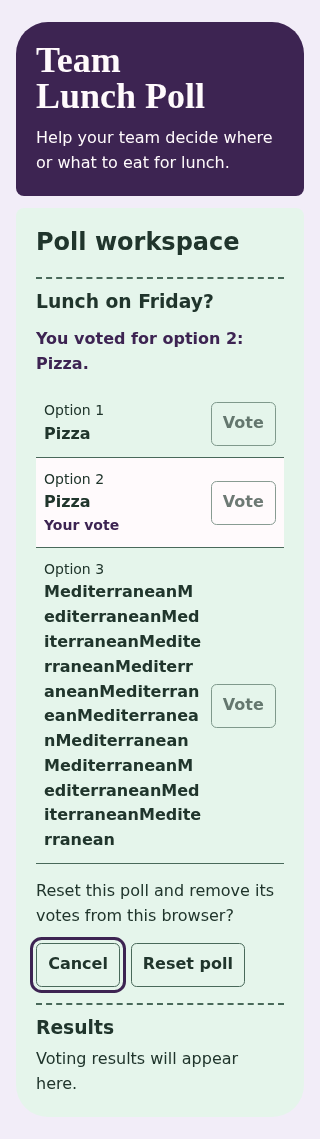 Team
Lunch Poll
Help your team decide where
or what to eat for lunch.
Poll workspace
Lunch on Friday?
You voted for option 2:
Pizza.
Option 1
Pizza
Vote
Option 2
Pizza
Your vote
Vote
Option 3
MediterraneanM
editerraneanMed
iterraneanMedite
rraneanMediterr
aneanMediterran
eanMediterranea
nMediterranean
MediterraneanM
editerraneanMed
iterraneanMedite
rranean
Vote
Reset this poll and remove its
votes from this browser?
Cancel
Reset poll
Results
Voting results will appear
here.